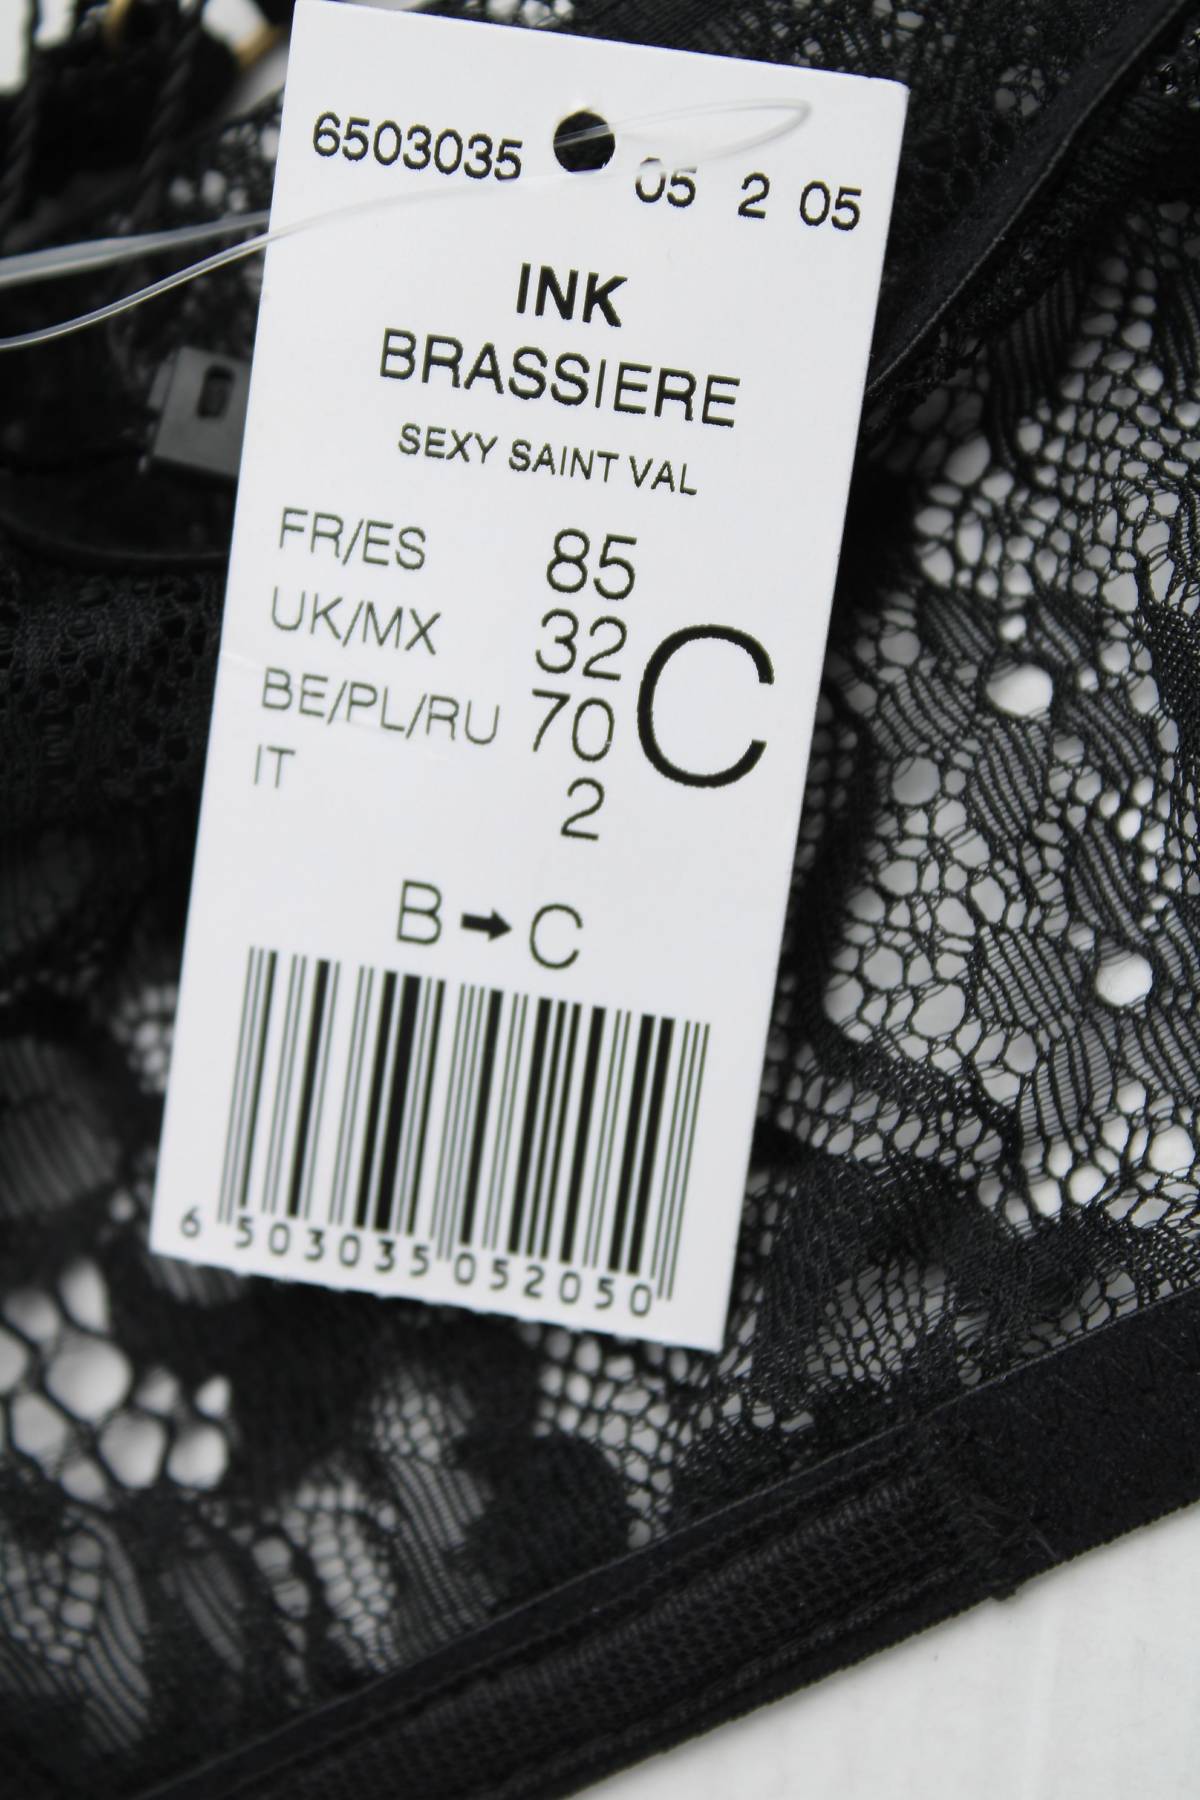 6503035 05 2 05
INK
BRASSIERE
SEXY SAINT VAL
FR/ES 85
UK/MX 32 C
BE/PL/RU 70
IT 2
B ➡ C
6 503035 052050